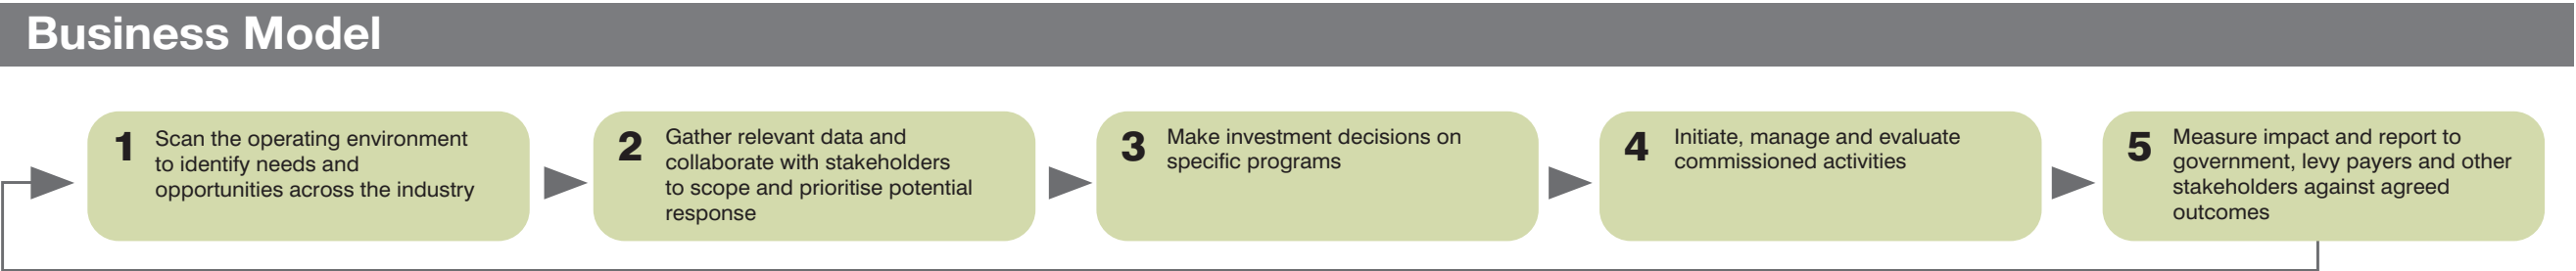 Business Model
1 Scan the operating environment
to identify needs and
opportunities across the industry
2 Gather relevant data and
collaborate with stakeholders
to scope and prioritise potential
response
3 Make investment decisions on
specific programs
4 Initiate, manage and evaluate
commissioned activities
5 Measure impact and report to
government, levy payers and other
stakeholders against agreed
outcomes